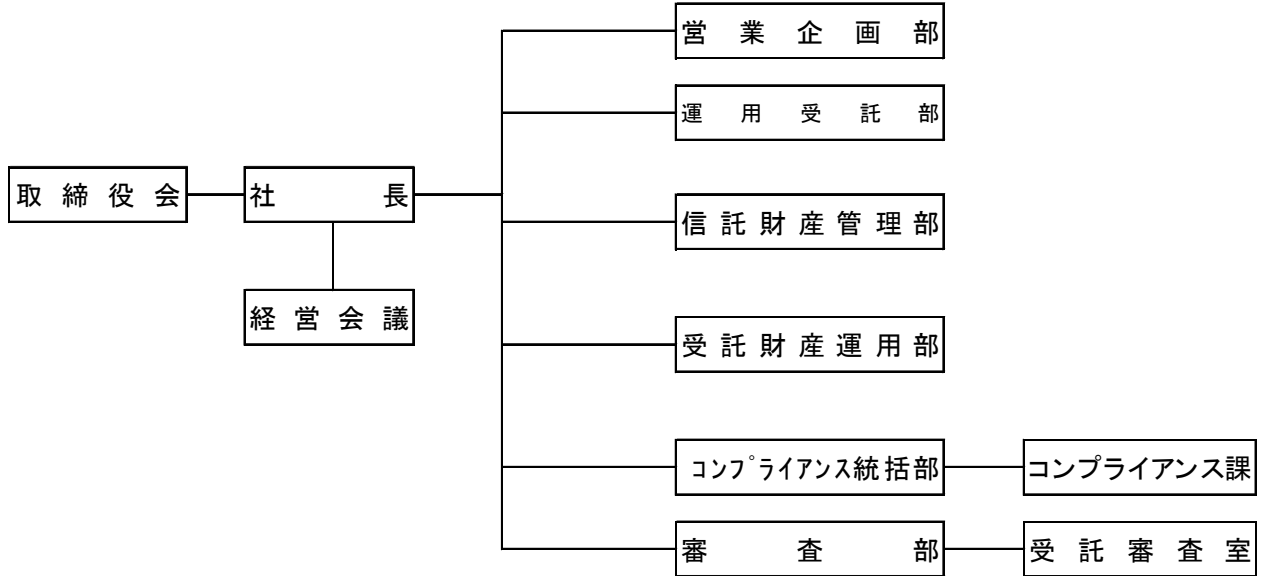 営業企画部
運用受託部
取締役会
社長
信託財産管理部
経営会議
受託財産運用部
コンプライアンス統括部
コンプライアンス課
審査部
受託審査室